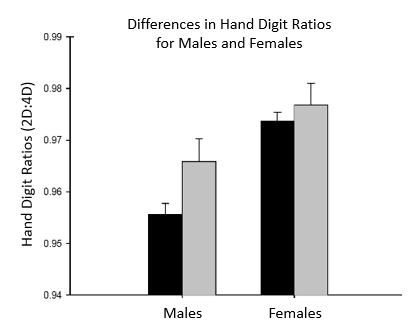 Differences in Hand Digit Ratios
for Males and Females
Hand Digit Ratios (2D:4D)
0.99
0.98
0.97
0.96
0.95
0.94
Males
Females